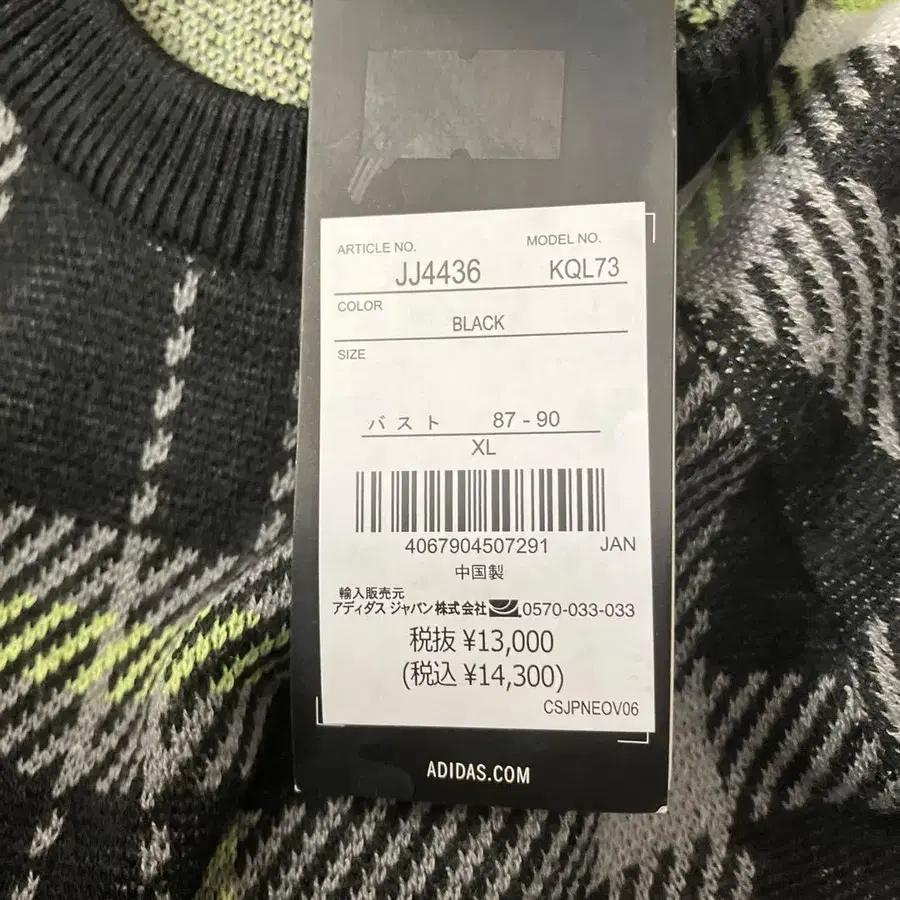 ARTICLE NO. MODEL NO.
JJ4436 KQL73
COLOR
BLACK
SIZE
バスト 87 - 90
XL
4067904507291 JAN
中国製
輸入販売元
アディダス ジャパン株式会社 0570-033-033
税抜 ¥13,000
(税込 ¥14,300)
CSJPNEOV06
ADIDAS.COM